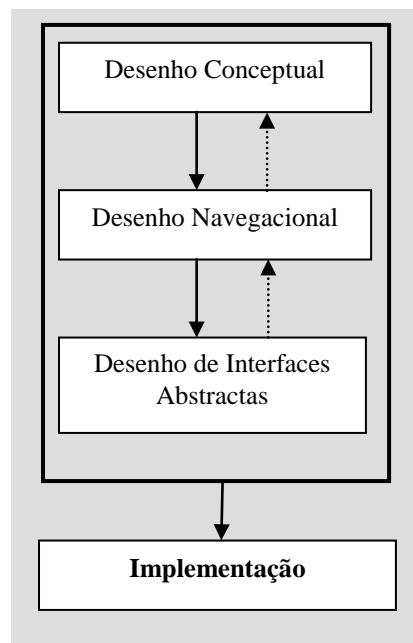 Desenho Conceptual
Desenho Navegacional
Desenho de Interfaces
Abstractas
Implementação